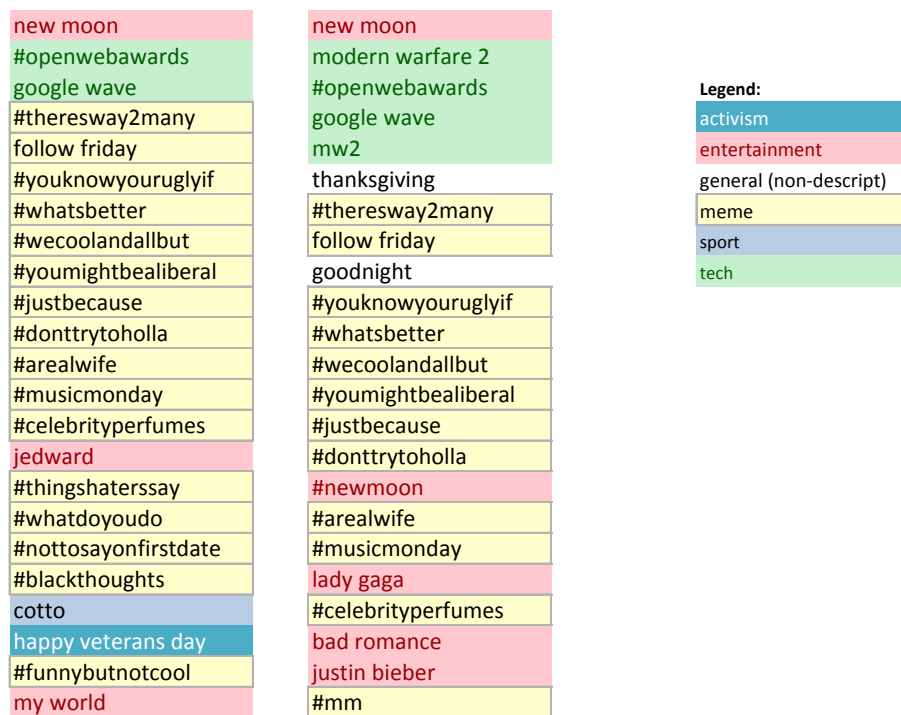 new moon
#openwebawards
google wave
#theresway2many
follow friday
#youknowyouruglyif
#whatsbetter
#wecoolandallbut
#youmightbealiberal
#justbecause
#donttrytoholla
#arealwife
#musicmonday
#celebrityperfumes
jedward
#thingshaterssay
#whatdoyoudo
#nottosayonfirstdate
#blackthoughts
cotto
happy veterans day
#funnybutnotcool
my world
new moon
modern warfare 2
#openwebawards
google wave
mw2
thanksgiving
#theresway2many
follow friday
goodnight
#youknowyouruglyif
#whatsbetter
#wecoolandallbut
#youmightbealiberal
#justbecause
#donttrytoholla
#newmoon
#arealwife
#musicmonday
lady gaga
#celebrityperfumes
bad romance
justin bieber
#mm
Legend:
activism
entertainment
general (non-descript)
meme
sport
tech